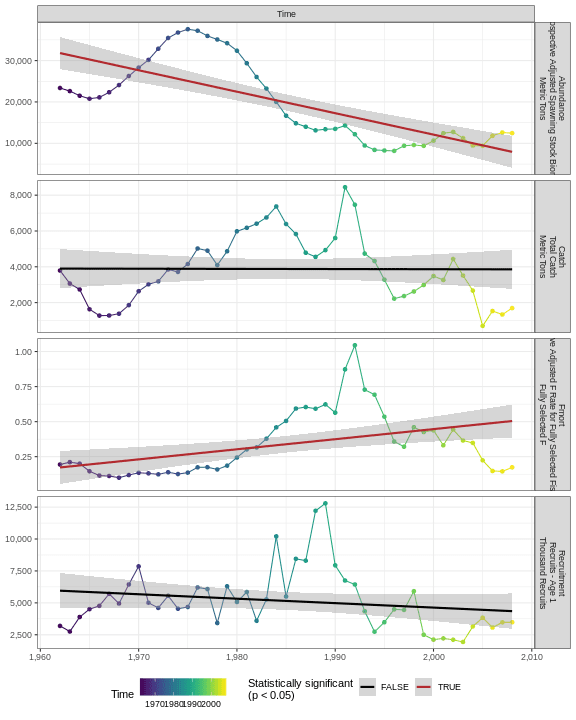 Time
30,000
20,000
10,000
Abundance
Adjusted Spawning Stock
Metric Tons
8,000
6,000
4,000
2,000
Catch
Total Catch
Metric Tons
1.00
0.75
0.50
0.25
Fmort
Adjusted F Rate for Fully Selected
Fully Selected F
12,500
10,000
7,500
5,000
2,500
Recruitment
Recruits - Age 1
Thousand Recruits
1,960
1,970
1,980
1,990
2,000
2,010
Time
1970198019902000
Statistically significant
(p < 0.05)
FALSE
TRUE